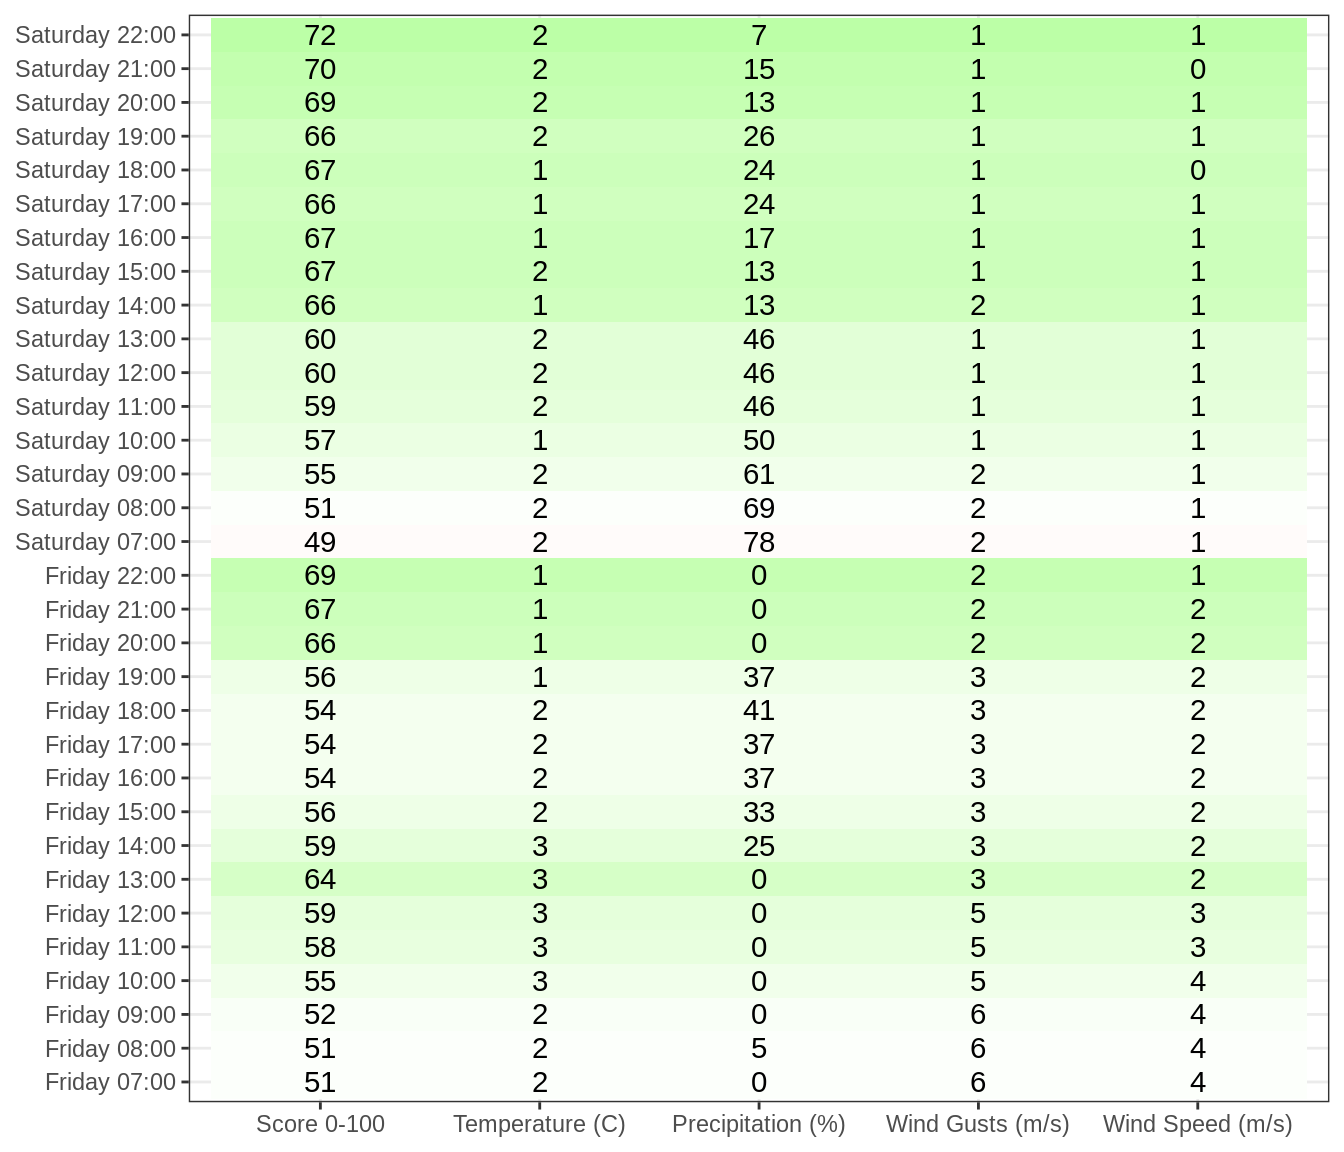 Saturday 22:00 72 2 7 1 1
Saturday 21:00 70 2 15 1 0
Saturday 20:00 69 2 13 1 1
Saturday 19:00 66 2 26 1 1
Saturday 18:00 67 1 24 1 0
Saturday 17:00 66 1 24 1 1
Saturday 16:00 67 1 17 1 1
Saturday 15:00 67 2 13 1 1
Saturday 14:00 66 1 13 2 1
Saturday 13:00 60 2 46 1 1
Saturday 12:00 60 2 46 1 1
Saturday 11:00 59 2 46 1 1
Saturday 10:00 57 1 50 1 1
Saturday 09:00 55 2 61 2 1
Saturday 08:00 51 2 69 2 1
Saturday 07:00 49 2 78 2 1
Friday 22:00 69 1 0 2 1
Friday 21:00 67 1 0 2 2
Friday 20:00 66 1 0 2 2
Friday 19:00 56 1 37 3 2
Friday 18:00 54 2 41 3 2
Friday 17:00 54 2 37 3 2
Friday 16:00 54 2 37 3 2
Friday 15:00 56 2 33 3 2
Friday 14:00 59 3 25 3 2
Friday 13:00 64 3 0 3 2
Friday 12:00 59 3 0 5 3
Friday 11:00 58 3 0 5 3
Friday 10:00 55 3 0 5 4
Friday 09:00 52 2 0 6 4
Friday 08:00 51 2 5 6 4
Friday 07:00 51 2 0 6 4
Score 0-100 Temperature (C) Precipitation (%) Wind Gusts (m/s) Wind Speed (m/s)